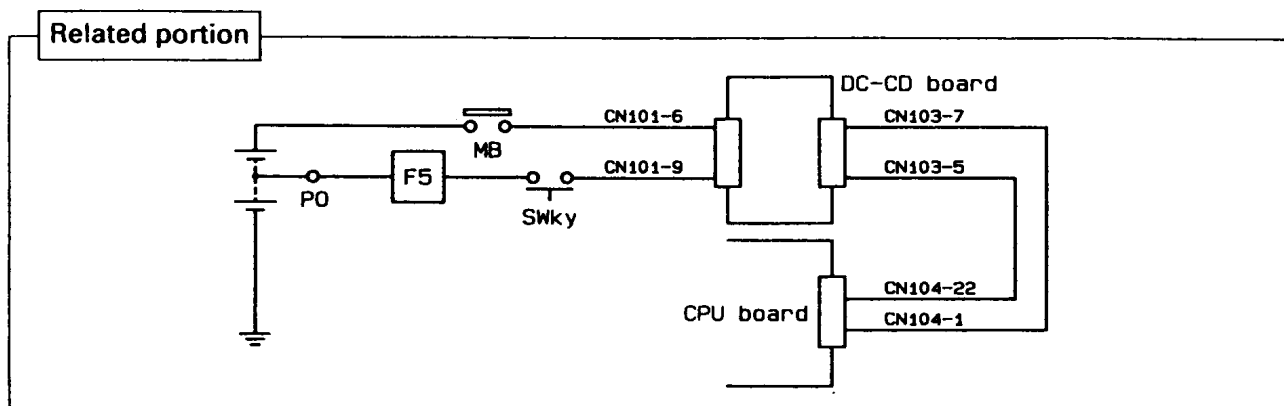 Related portion
DC-CD board
CN101-6
CN103-7
MB
CN101-9
CN103-5
F5
PO
SWky
CN104-22
CPU board
CN104-1